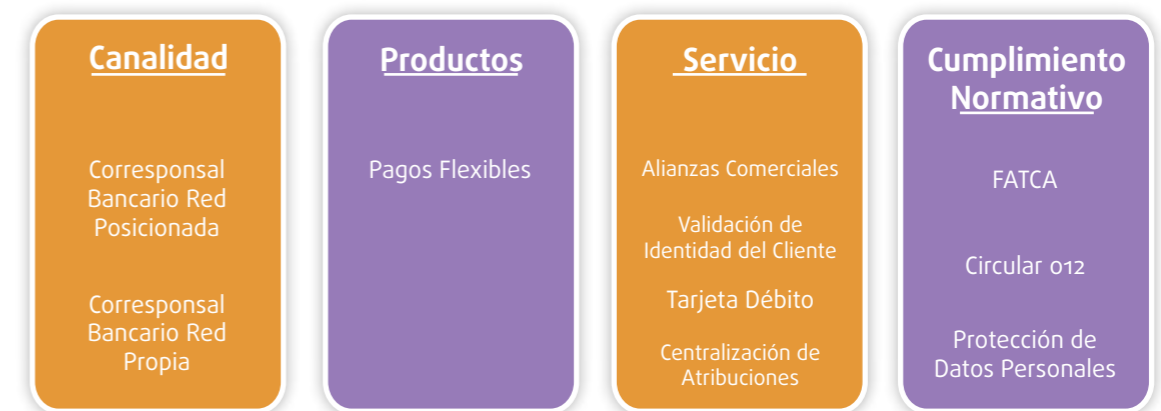 Canalidad
Corresponsal
Bancario Red
Posicionada
Corresponsal
Bancario Red
Propia
Productos
Pagos Flexibles
Servicio
Alianzas Comerciales
Validación de
Identidad del Cliente
Tarjeta Débito
Centralización de
Atribuciones
Cumplimiento
Normativo
FATCA
Circular 012
Protección de
Datos Personales